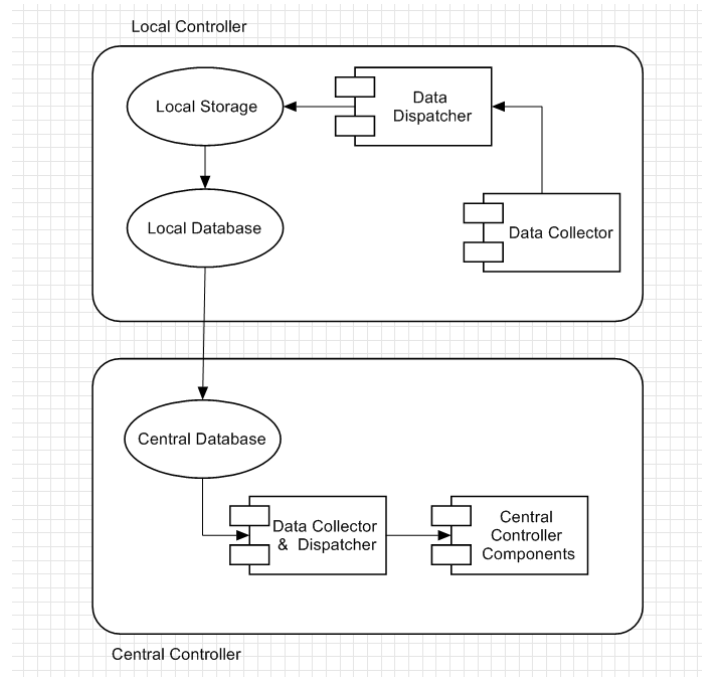 Local Controller
Local Storage
Data
Dispatcher
Local Database
Data Collector
Central Database
Data Collector
& Dispatcher
Central
Controller
Components
Central Controller